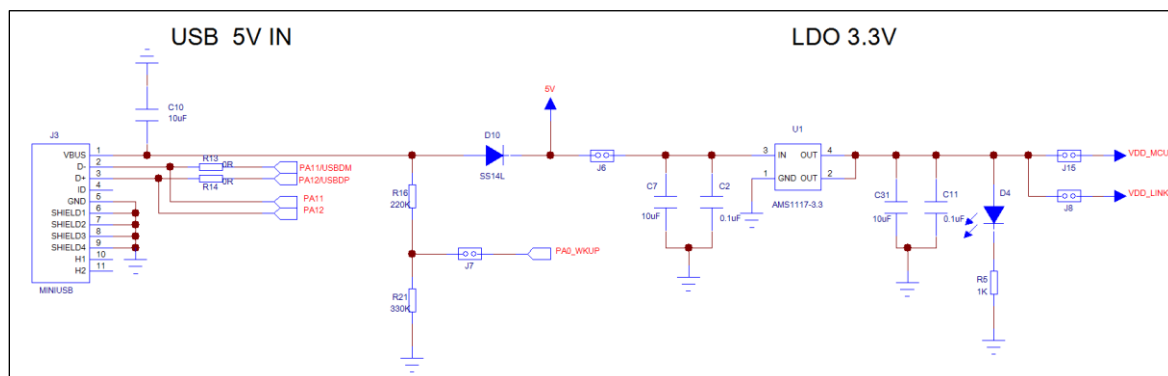 USB 5V IN
LDO 3.3V
C10
10uF
5V
J3
D10
U1
VBUS 1
D- 2
D+ 3
ID 4
GND 5
SHIELD1 6
SHIELD2 7
SHIELD3 8
SHIELD4 9
H1 10
H2 11
MINIUSB
R13 0R PA11/USBDM
R14 0R PA12/USBDP
PA11
PA12
SS14L
J6
3 IN OUT 4
1 GND OUT 2
AMS1117-3.3
J15 VDD_MCU
J8 VDD_LINK
R16
220K
C7
10uF
C2
0.1uF
C31
10uF
C11
0.1uF
D4
J7 PA0_WKUP
R21
330K
R5
1K